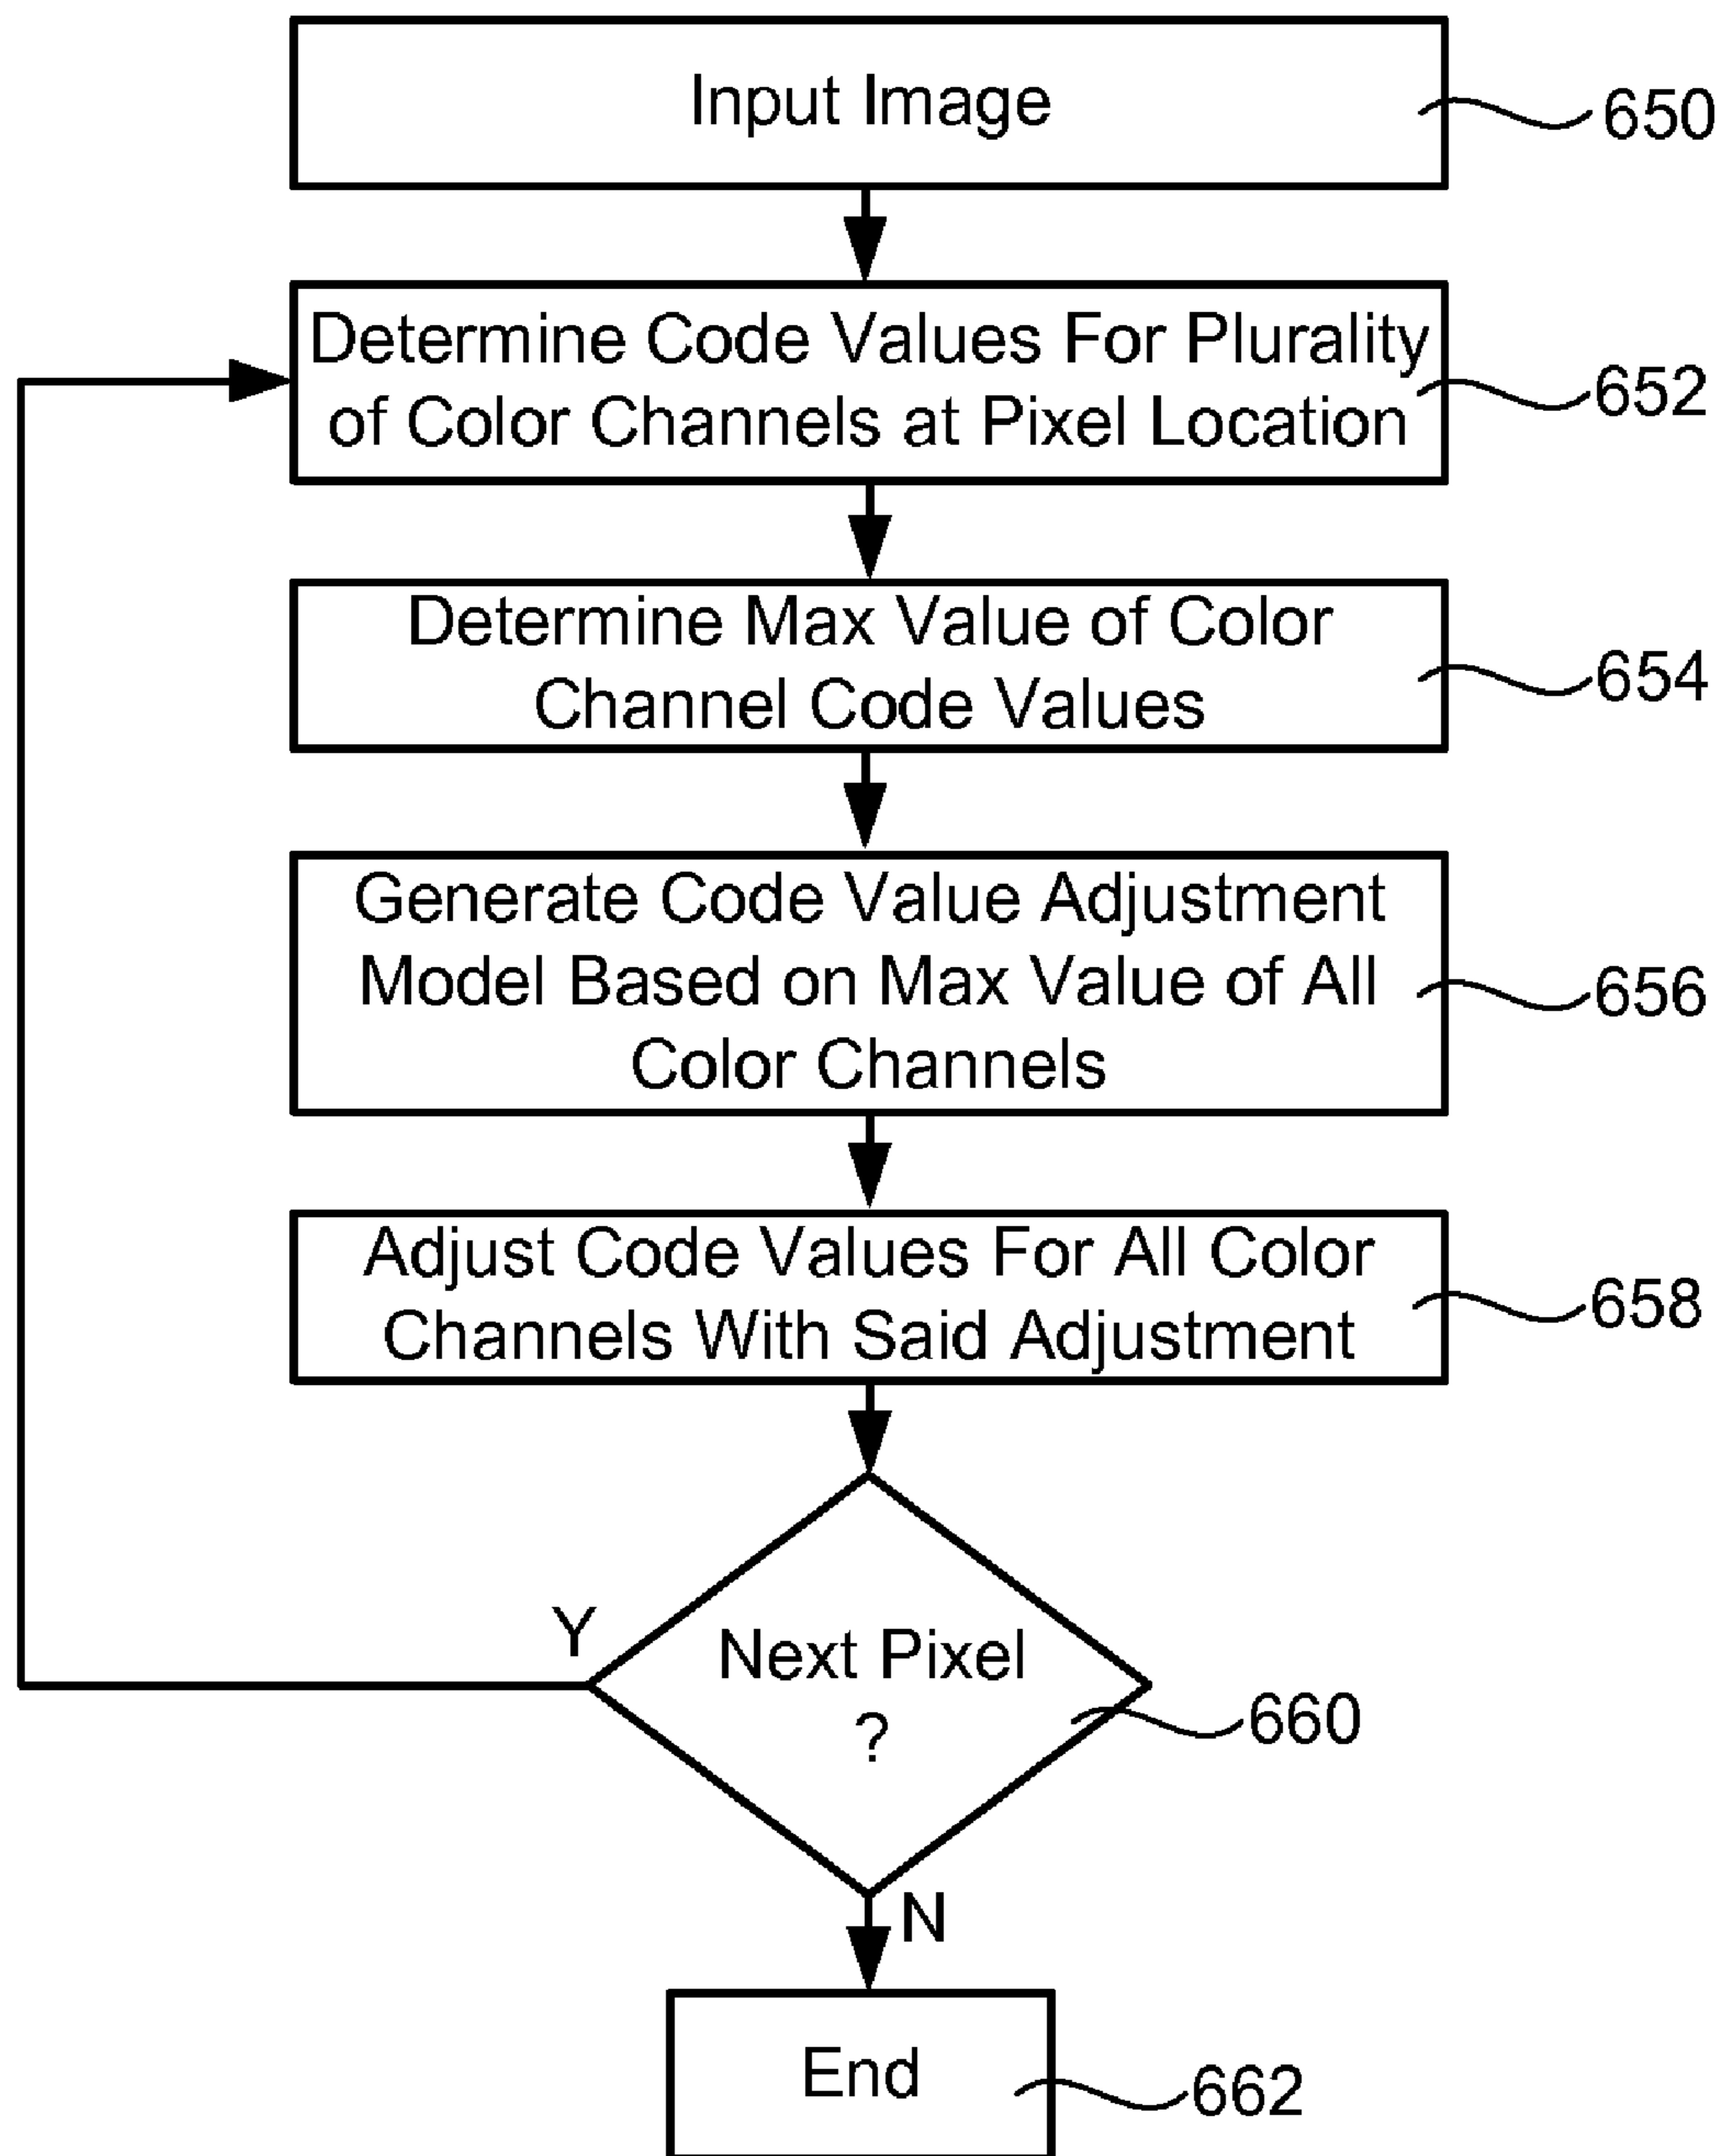 Input Image
650
Determine Code Values For Plurality
of Color Channels at Pixel Location
652
Determine Max Value of Color
Channel Code Values
654
Generate Code Value Adjustment
Model Based on Max Value of All
Color Channels
656
Adjust Code Values For All Color
Channels With Said Adjustment
658
Y
Next Pixel
?
660
N
End
662